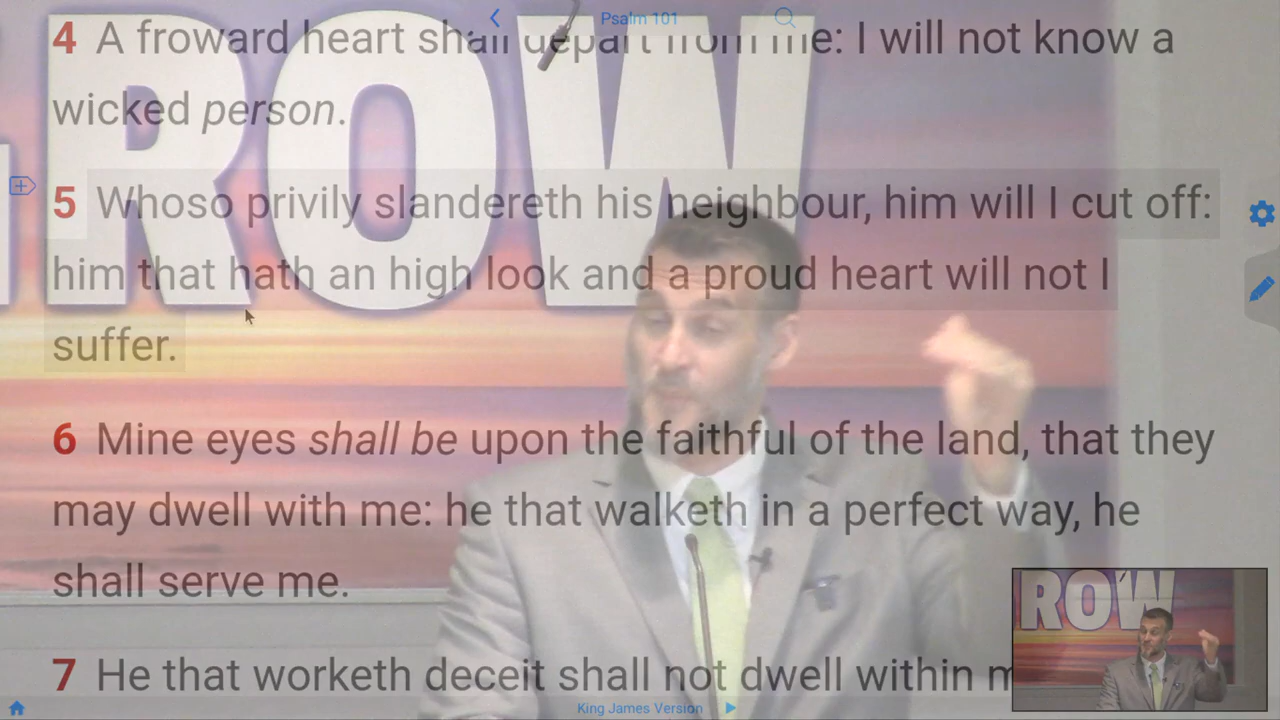 Psalm 101
4 A froward heart shall depart from me: I will not know a
wicked person.
5 Whoso privily slandereth his neighbour, him will I cut off:
him that hath an high look and a proud heart will not I
suffer.
6 Mine eyes shall be upon the faithful of the land, that they
may dwell with me: he that walketh in a perfect way, he
shall serve me.
7 He that worketh deceit shall not dwell within
King James Version
ROW
ROW